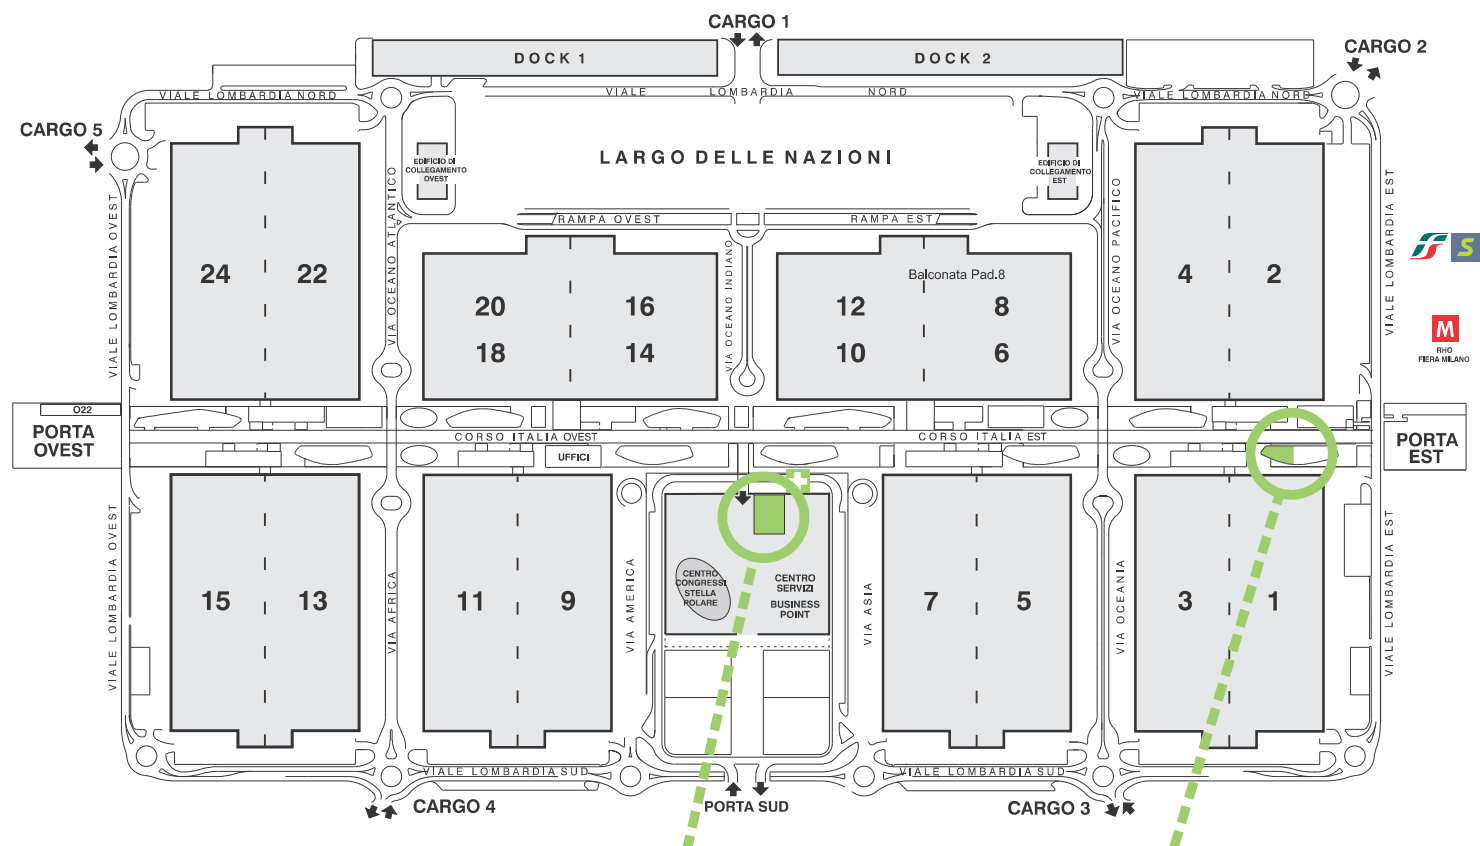 CARGO 1
DOCK 1
DOCK 2
CARGO 2
VIALE LOMBARDIA NORD
VIALE LOMBARDIA NORD
VIALE LOMBARDIA NORD
CARGO 5
LARGO DELLE NAZIONI
EDIFICIO DI
COLLEGAMENTO
OVEST
EDIFICIO DI
COLLEGAMENTO
EST
VIALE LOMBARDIA OVEST
VIA OCEANO ATLANTICO
RAMPA OVEST
RAMPA EST
VIA OCEANO INDIANO
VIA OCEANO PACIFICO
VIALE LOMBARDIA EST
S
24
22
20
16
18
14
Balconata Pad.8
12
8
10
6
4
2
M
RHO
FIERA MILANO
O22
PORTA
OVEST
CORSO ITALIA OVEST
CORSO ITALIA EST
UFFICI
PORTA
EST
VIALE LOMBARDIA OVEST
15
13
VIA AFRICA
11
9
VIA AMERICA
CENTRO
CONGRESSI
STELLA
POLARE
CENTRO
SERVIZI
BUSINESS
POINT
VIA ASIA
7
5
VIA OCEANIA
3
1
VIALE LOMBARDIA EST
VIALE LOMBARDIA SUD
VIALE LOMBARDIA SUD
CARGO 4
PORTA SUD
CARGO 3